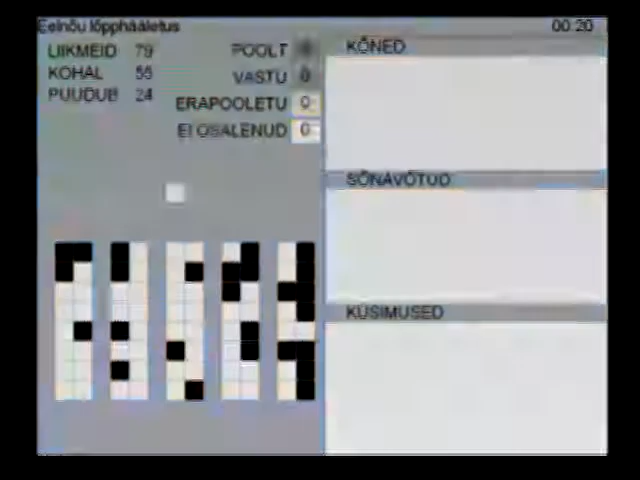 Eelnõu lõpphääletus 00:20
LIIKMEID 79
KOHAL 55
PUUDUB 24
POOLT
VASTU 0
ERAPOOLETU 0
EI OSALENUD 0
KÕNED
SÕNAVÕTUD
KÜSIMUSED